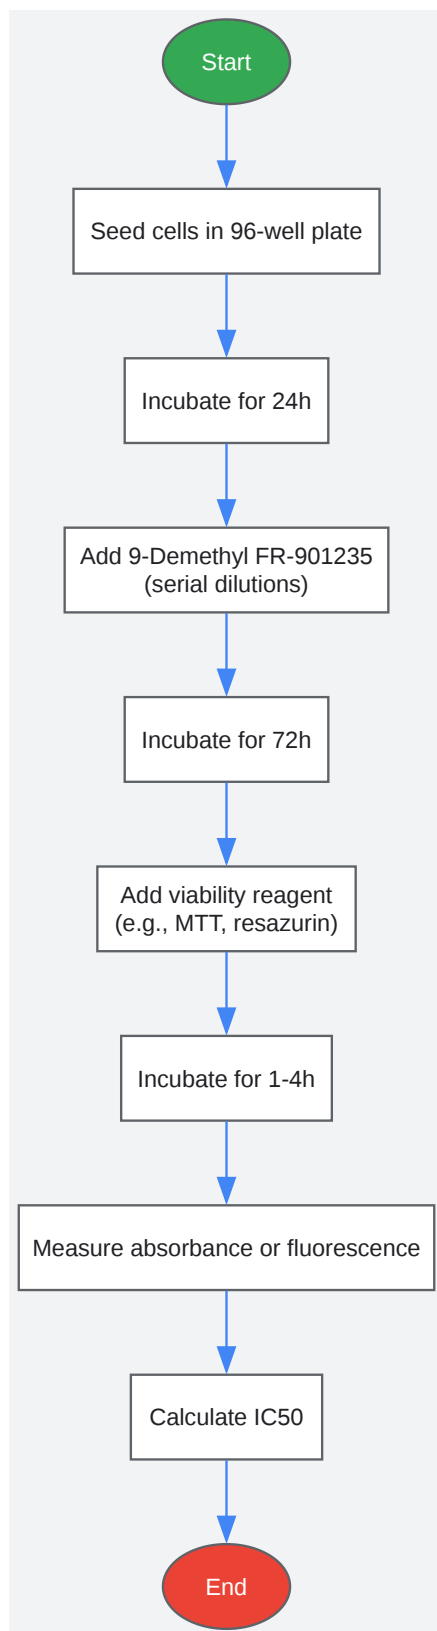 Start
Seed cells in 96-well plate
Incubate for 24h
Add 9-Demethyl FR-901235
(serial dilutions)
Incubate for 72h
Add viability reagent
(e.g., MTT, resazurin)
Incubate for 1-4h
Measure absorbance or fluorescence
Calculate IC50
End